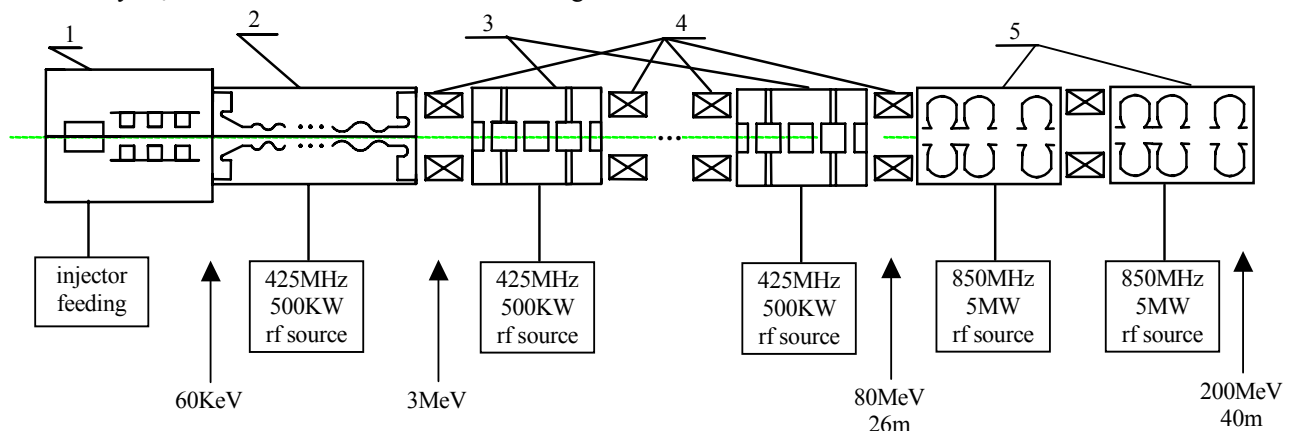 1
2
3
4
5
injector
feeding
425MHz
500KW
rf source
425MHz
500KW
rf source
425MHz
500KW
rf source
850MHz
5MW
rf source
850MHz
5MW
rf source
60KeV
3MeV
80MeV
26m
200MeV
40m